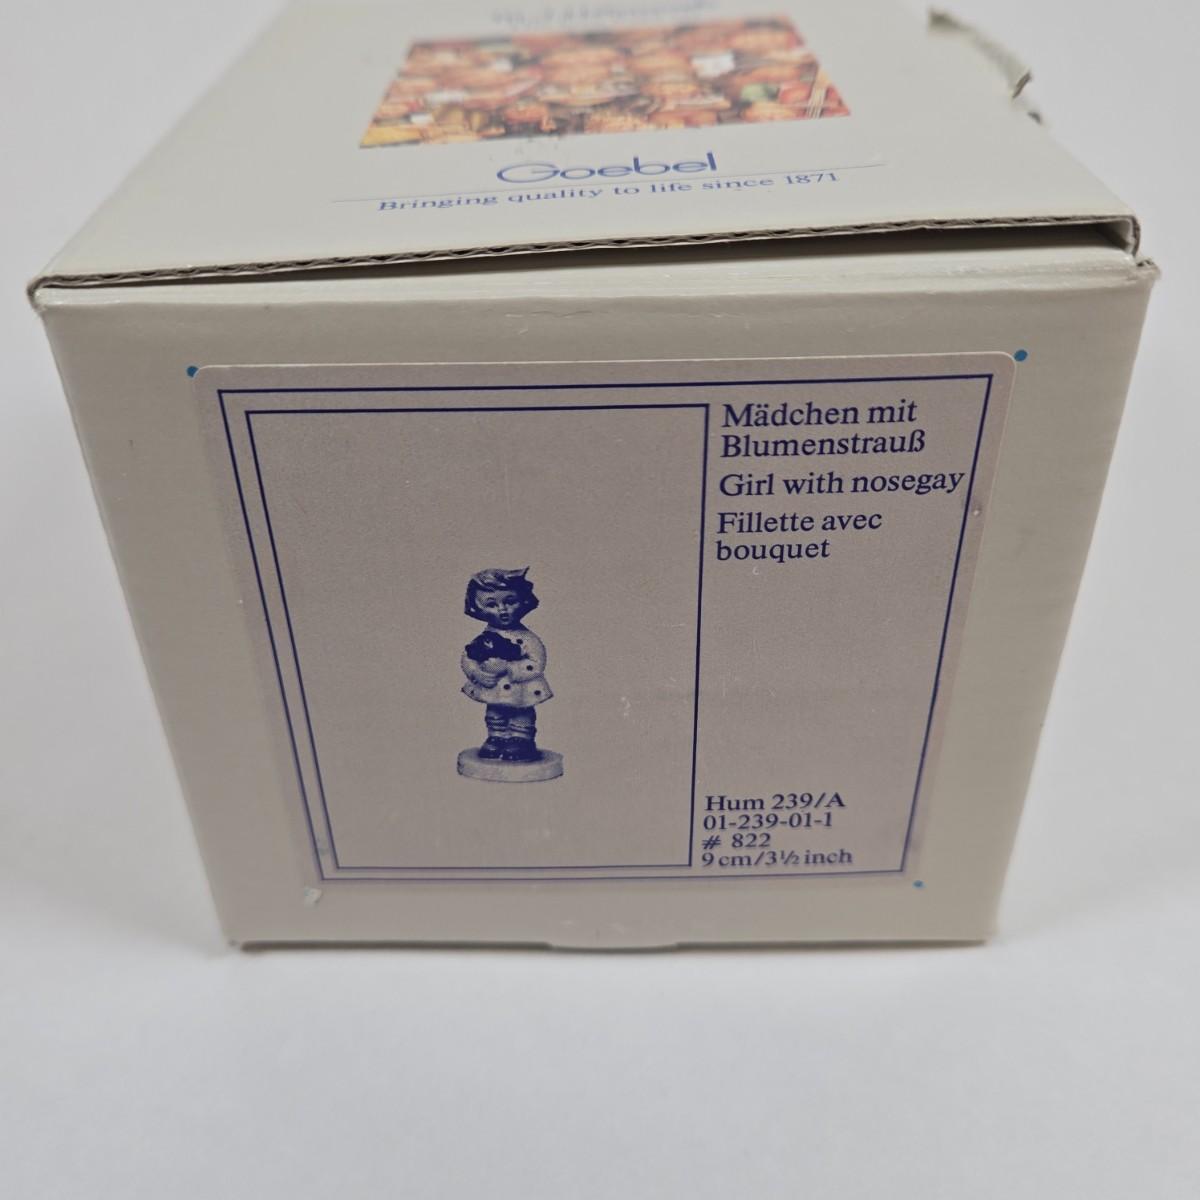 Goebel
Bringing quality to life since 1871
Mädchen mit
Blumenstrauß
Girl with nosegay
Fillette avec
bouquet
Hum 239/A
01-239-01-1
# 822
9 cm/3½ inch